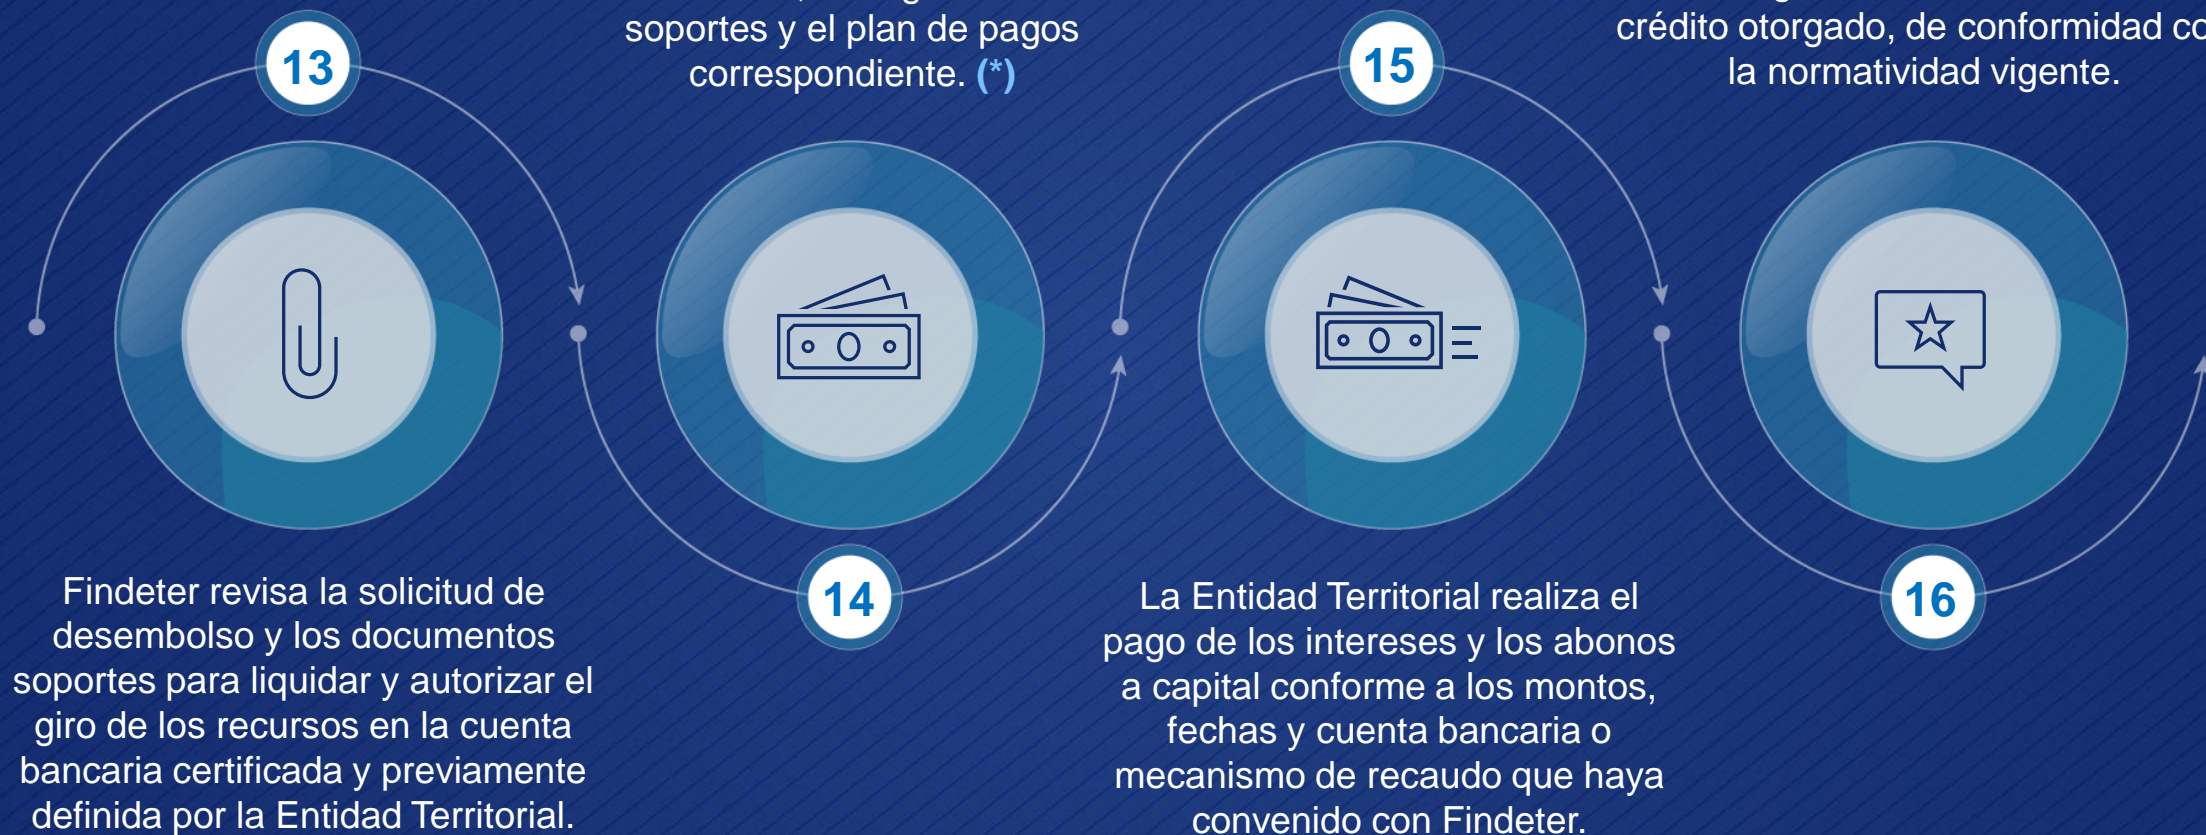 13
Findeter revisa la solicitud de
desembolso y los documentos
soportes para liquidar y autorizar el
giro de los recursos en la cuenta
bancaria certificada y previamente
definida por la Entidad Territorial.
soportes y el plan de pagos
correspondiente. (*)
14
15
La Entidad Territorial realiza el
pago de los intereses y los abonos
a capital conforme a los montos,
fechas y cuenta bancaria o
mecanismo de recaudo que haya
convenido con Findeter.
crédito otorgado, de conformidad co
la normatividad vigente.
16